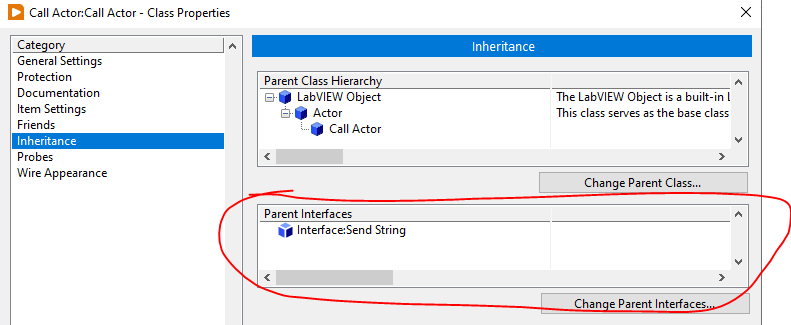 Call Actor:Call Actor - Class Properties
Category
General Settings
Protection
Documentation
Item Settings
Friends
Inheritance
Probes
Wire Appearance
Inheritance
Parent Class Hierarchy
LabVIEW Object The LabVIEW Object is a built-in
Actor This class serves as the base class
Call Actor
Change Parent Class...
Parent Interfaces
Interface:Send String
Change Parent Interfaces...